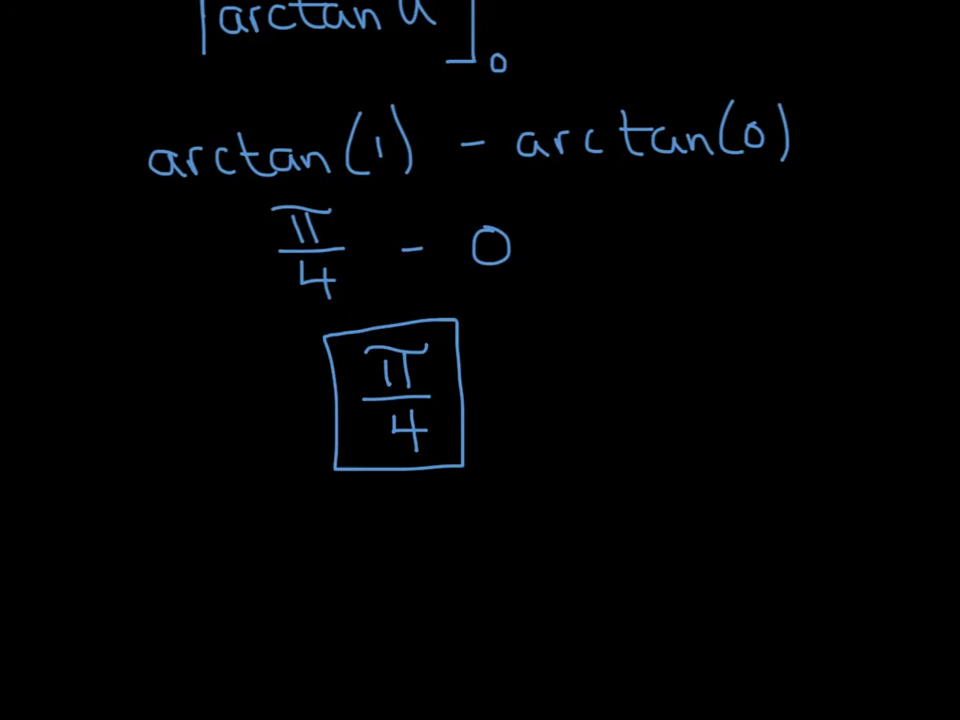 [arctan u]₀
arctan(1) - arctan(0)
π/4 - 0
π/4